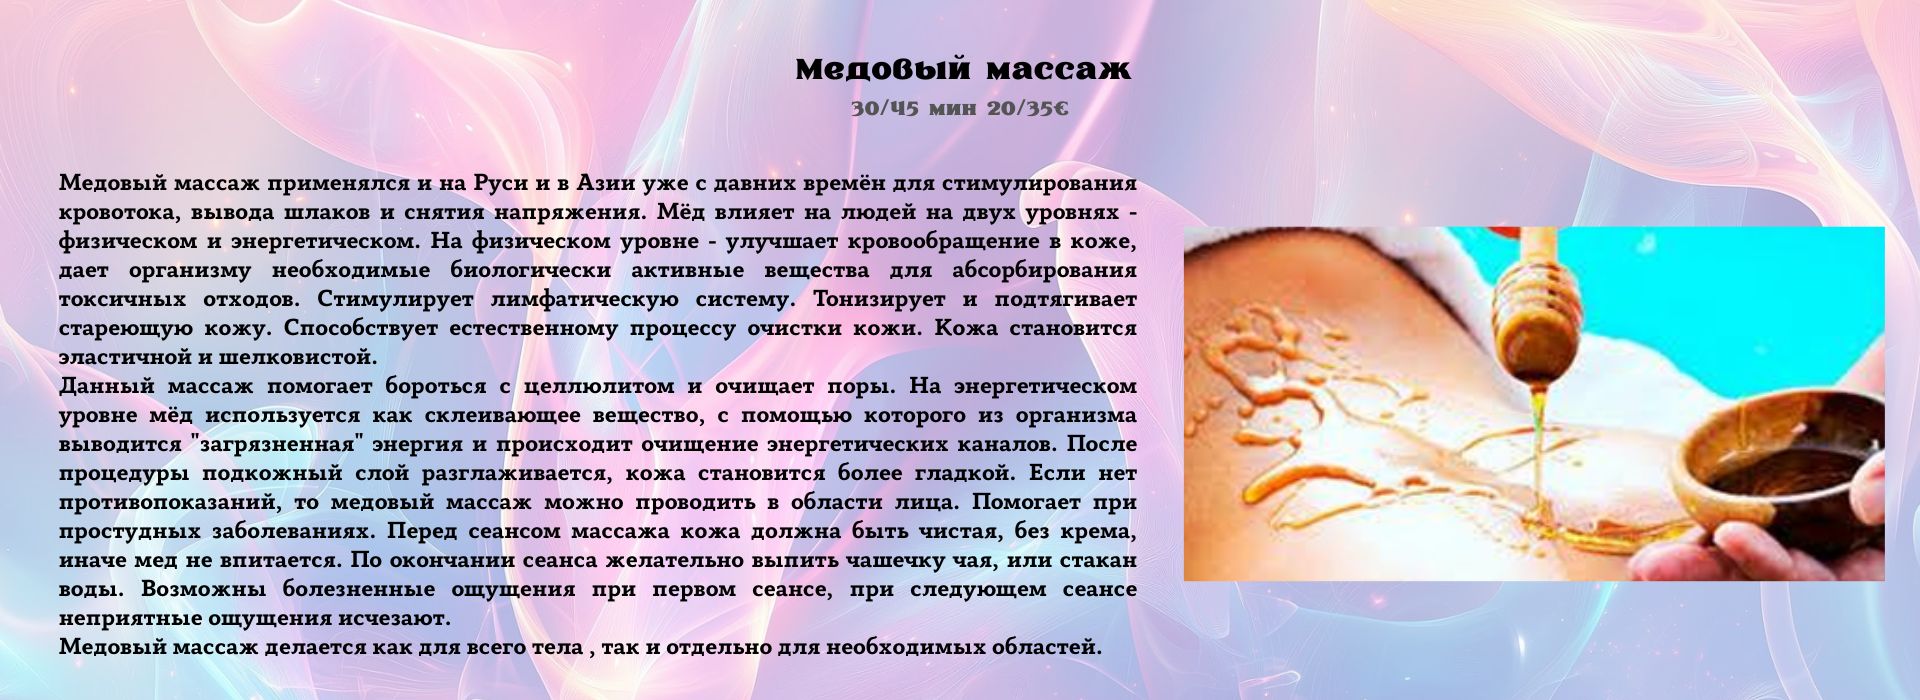 Медовый массаж
30/45 мин 20/35€
Медовый массаж применялся и на Руси и в Азии уже с давних времён для стимулирования
кровотока, вывода шлаков и снятия напряжения. Мёд влияет на людей на двух уровнях -
физическом и энергетическом. На физическом уровне - улучшает кровообращение в коже,
дает организму необходимые биологически активные вещества для абсорбирования
токсичных отходов. Стимулирует лимфатическую систему. Тонизирует и подтягивает
стареющую кожу. Способствует естественному процессу очистки кожи. Кожа становится
эластичной и шелковистой.
Данный массаж помогает бороться с целлюлитом и очищает поры. На энергетическом
уровне мёд используется как склеивающее вещество, с помощью которого из организма
выводится "загрязненная" энергия и происходит очищение энергетических каналов. После
процедуры подкожный слой разглаживается, кожа становится более гладкой. Если нет
противопоказаний, то медовый массаж можно проводить в области лица. Помогает при
простудных заболеваниях. Перед сеансом массажа кожа должна быть чистая, без крема,
иначе мед не впитается. По окончании сеанса желательно выпить чашечку чая, или стакан
воды. Возможны болезненные ощущения при первом сеансе, при следующем сеансе
неприятные ощущения исчезают.
Медовый массаж делается как для всего тела , так и отдельно для необходимых областей.